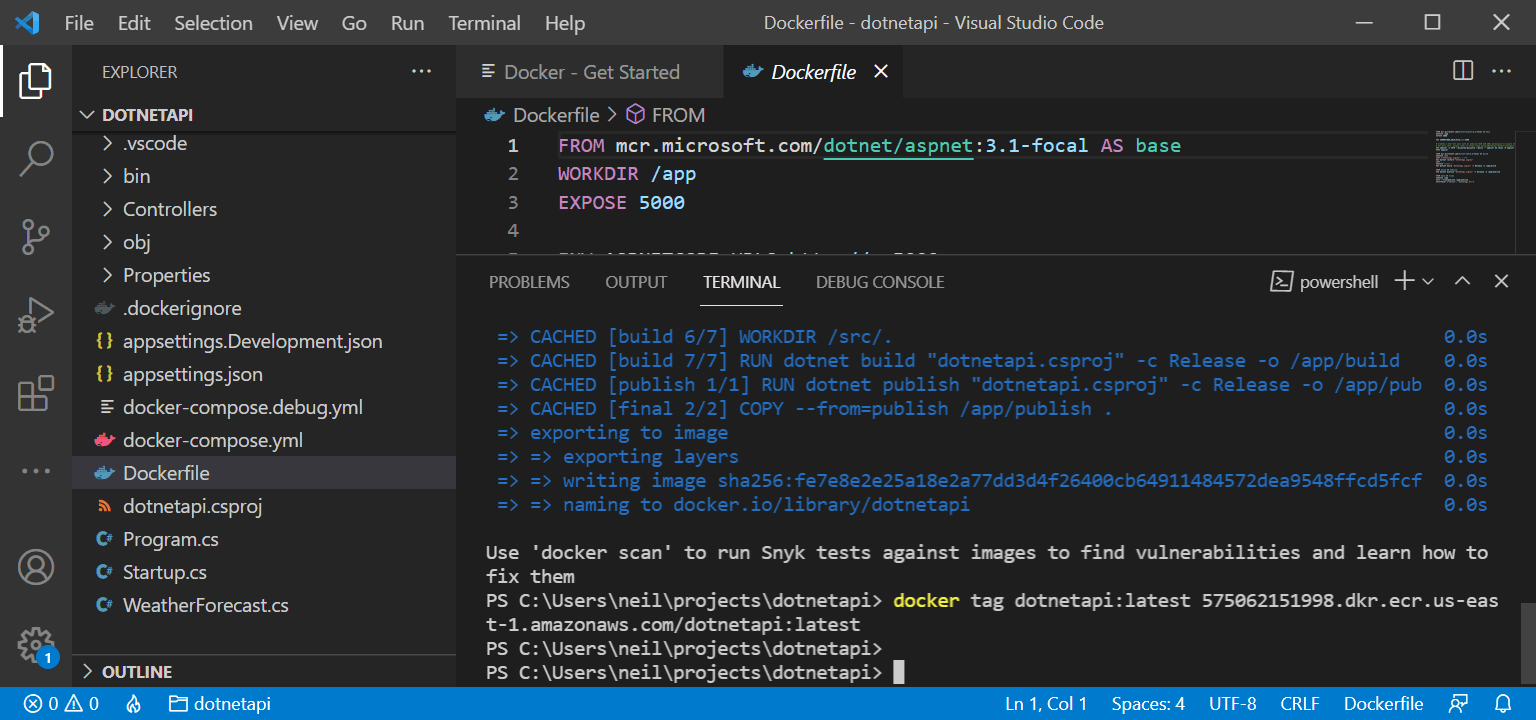 File Edit Selection View Go Run Terminal Help Dockerfile - dotnetapi - Visual Studio Code
EXPLORER
DOTNETAPI
.vscode
bin
Controllers
obj
Properties
.dockerignore
appsettings.Development.json
appsettings.json
docker-compose.debug.yml
docker-compose.yml
Dockerfile
dotnetapi.csproj
Program.cs
Startup.cs
WeatherForecast.cs
OUTLINE
1
Docker - Get Started Dockerfile
Dockerfile > FROM
1 FROM mcr.microsoft.com/dotnet/aspnet:3.1-focal AS base
2 WORKDIR /app
3 EXPOSE 5000
4
PROBLEMS OUTPUT TERMINAL DEBUG CONSOLE powershell
=> CACHED [build 6/7] WORKDIR /src/. 0.0s
=> CACHED [build 7/7] RUN dotnet build "dotnetapi.csproj" -c Release -o /app/build 0.0s
=> CACHED [publish 1/1] RUN dotnet publish "dotnetapi.csproj" -c Release -o /app/pub 0.0s
=> CACHED [final 2/2] COPY --from=publish /app/publish . 0.0s
=> exporting to image 0.0s
=> => exporting layers 0.0s
=> => writing image sha256:fe7e8e2e25a18e2a77dd3d4f26400cb64911484572dea9548ffcd5fcf 0.0s
=> => naming to docker.io/library/dotnetapi 0.0s
Use 'docker scan' to run Snyk tests against images to find vulnerabilities and learn how to
fix them
PS C:\Users\neil\projects\dotnetapi> docker tag dotnetapi:latest 575062151998.dkr.ecr.us-eas
t-1.amazonaws.com/dotnetapi:latest
PS C:\Users\neil\projects\dotnetapi>
PS C:\Users\neil\projects\dotnetapi>
0 0 dotnetapi Ln 1, Col 1 Spaces: 4 UTF-8 CRLF Dockerfile